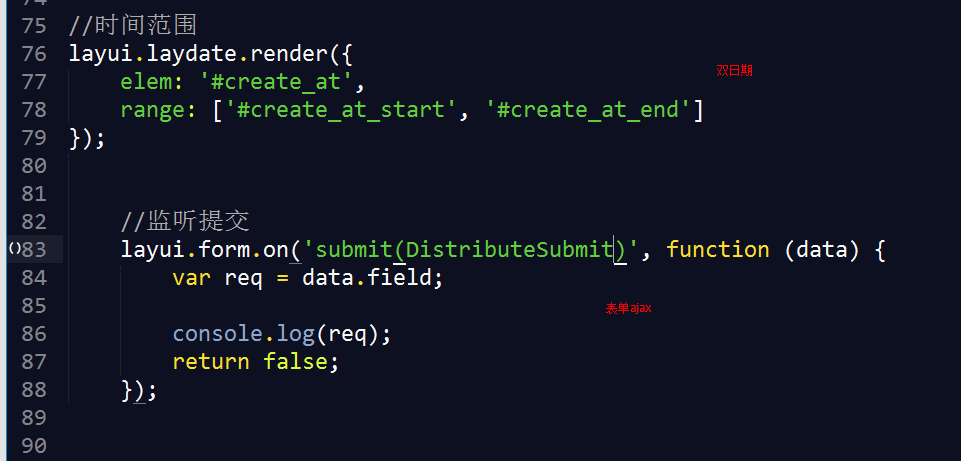 75 //时间范围
76 layui.laydate.render({
77     elem: '#create_at',
双日期
78     range: ['#create_at_start', '#create_at_end']
79 });
80
81
82     //监听提交
()83     layui.form.on('submit(DistributeSubmit)', function (data) {
84         var req = data.field;
85
表单ajax
86         console.log(req);
87         return false;
88     });
89
90